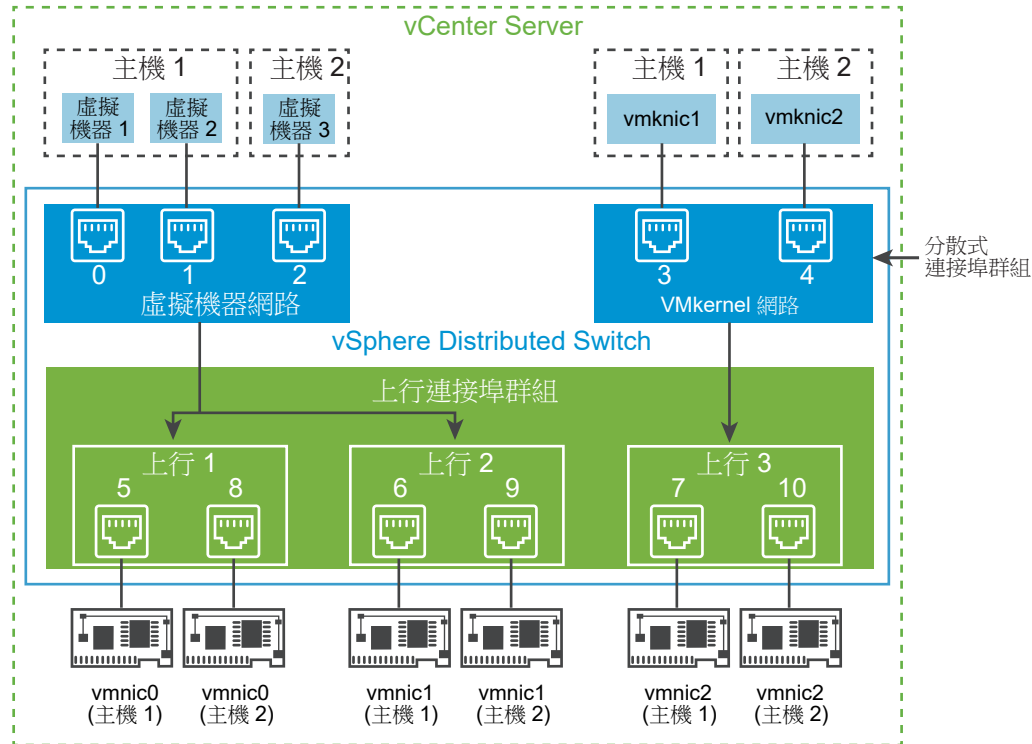 vCenter Server
主機 1
主機 2
主機 1
主機 2
虛擬
機器 1
虛擬
機器 2
虛擬
機器 3
vmknic1
vmknic2
0
1
2
3
4
虛擬機器網路
VMkernel 網路
分散式
連接埠群組
vSphere Distributed Switch
上行連接埠群組
上行 1
上行 2
上行 3
5
8
6
9
7
10
vmnic0
(主機 1)
vmnic0
(主機 2)
vmnic1
(主機 1)
vmnic1
(主機 2)
vmnic2
(主機 1)
vmnic2
(主機 2)